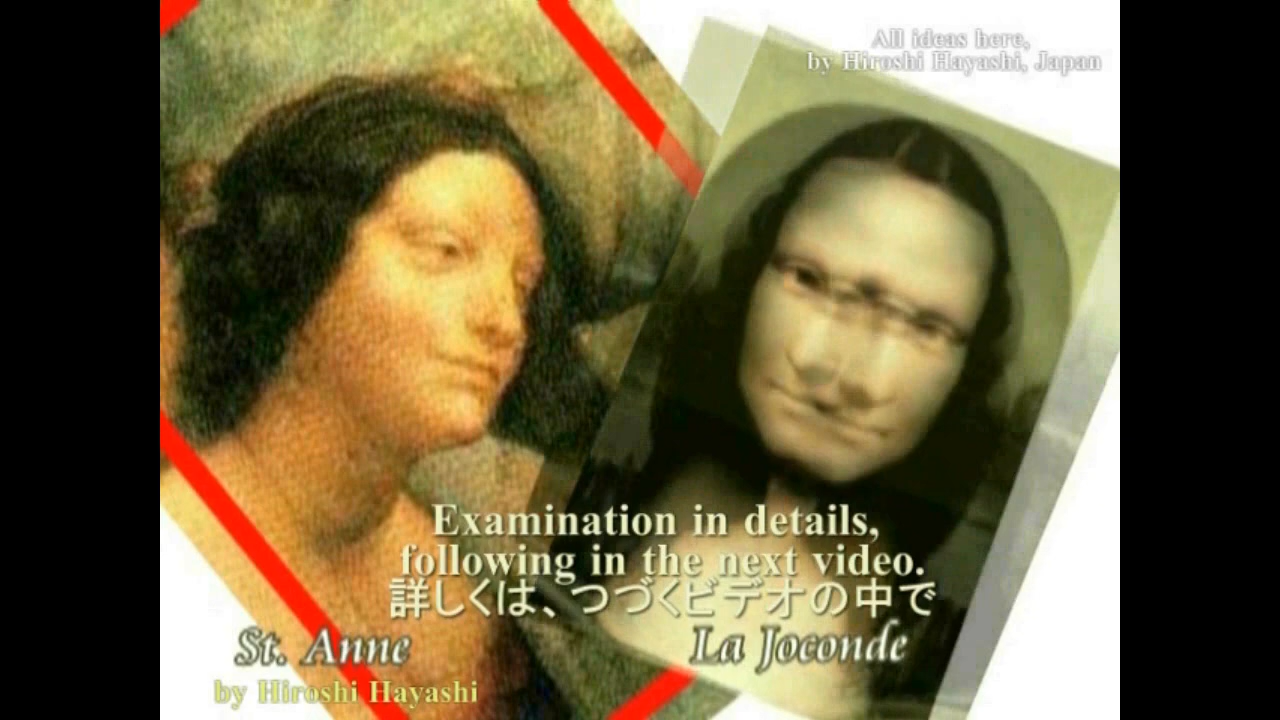 All ideas here,
by Hiroshi Hayashi, Japan
Examination in details,
following in the next video.
詳しくは、つづくビデオの中で
St. Anne
La Joconde
by Hiroshi Hayashi